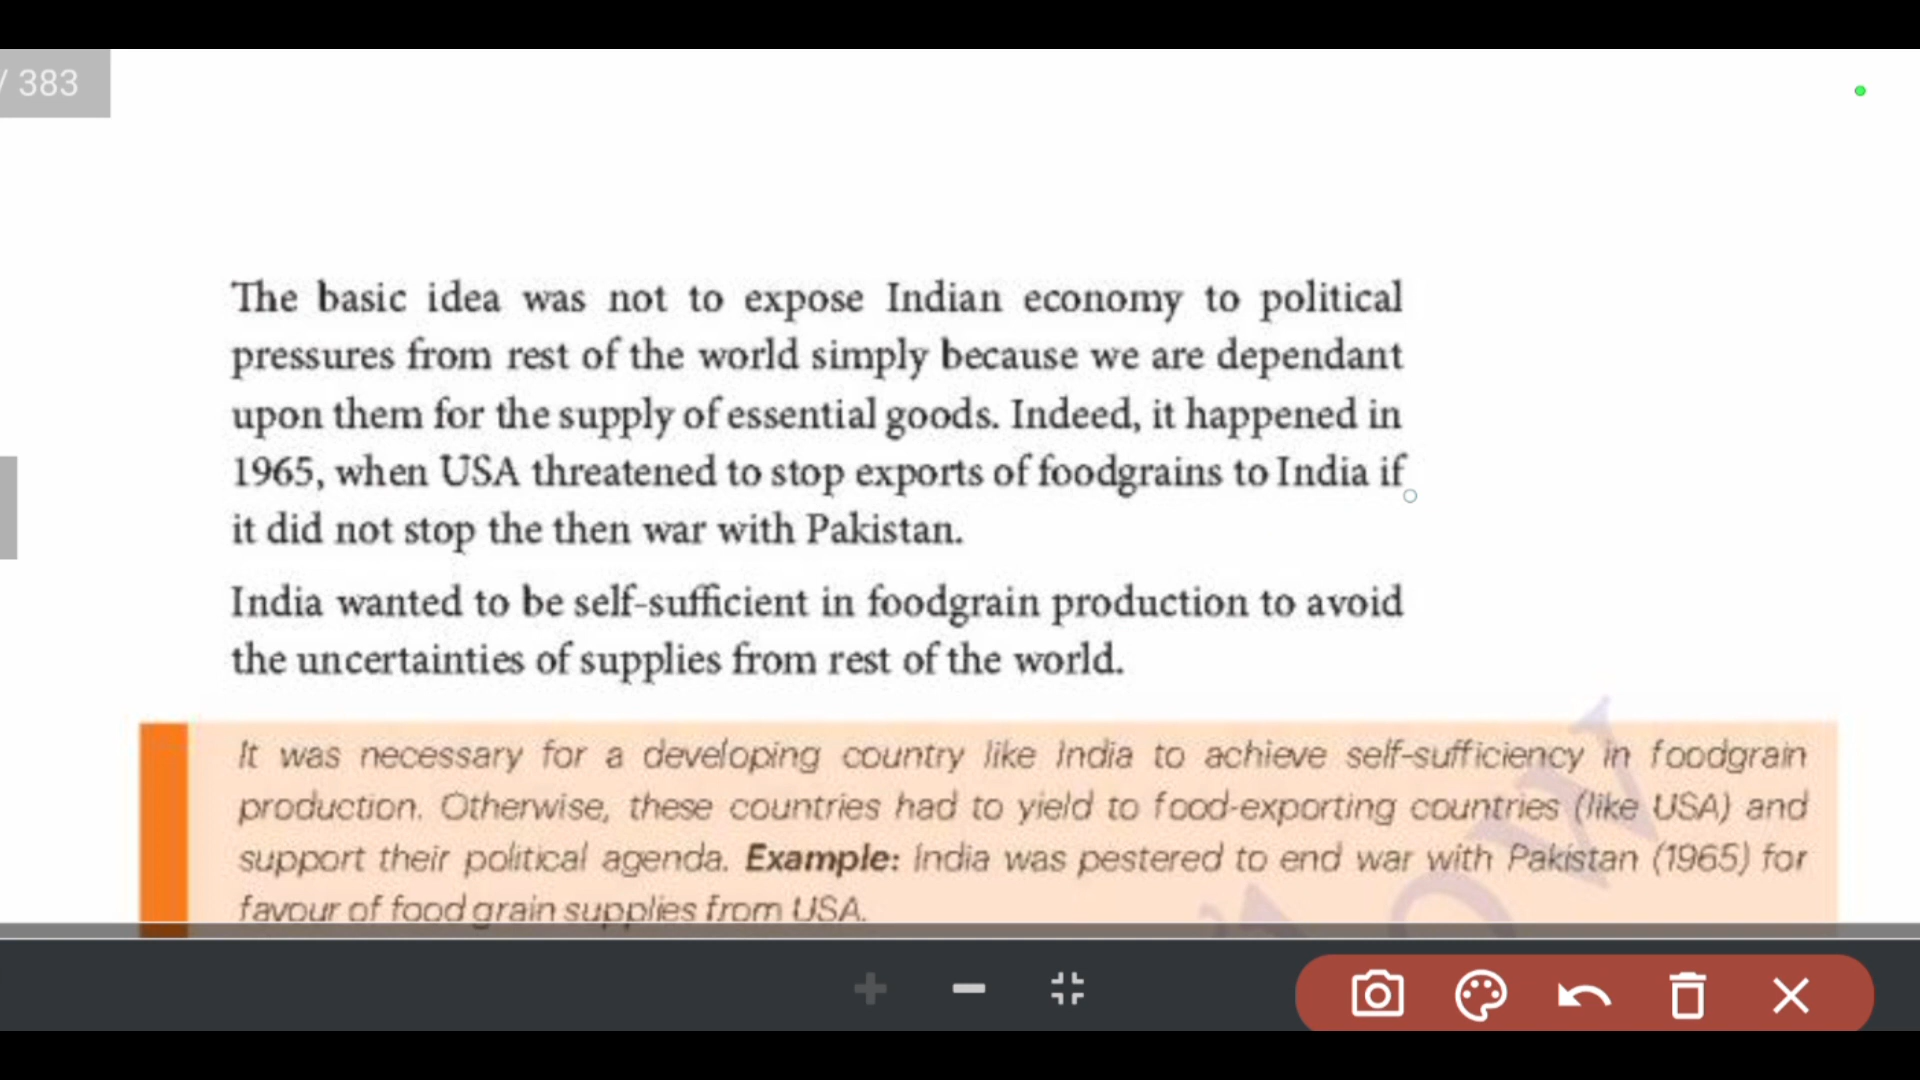 / 383
The basic idea was not to expose Indian economy to political
pressures from rest of the world simply because we are dependant
upon them for the supply of essential goods. Indeed, it happened in
1965, when USA threatened to stop exports of foodgrains to India if
it did not stop the then war with Pakistan.
India wanted to be self-sufficient in foodgrain production to avoid
the uncertainties of supplies from rest of the world.
It was necessary for a developing country like India to achieve self-sufficiency in foodgrain
production. Otherwise, these countries had to yield to food-exporting countries (like USA) and
support their political agenda. Example: India was pestered to end war with Pakistan (1965) for
favour of food grain supplies from USA.